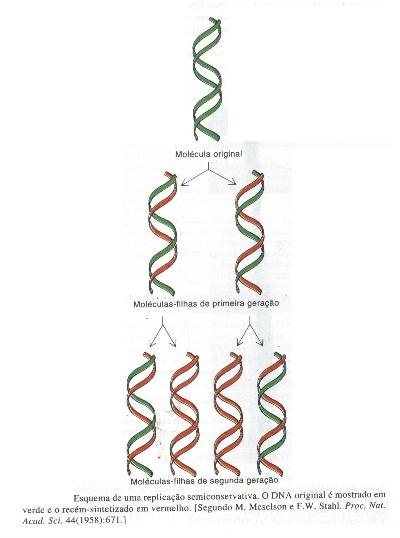 Molécula original
Moléculas-filhas de primeira geração
Moléculas-filhas de segunda geração
Esquema de uma replicação semiconservativa. O DNA original é mostrado em
verde e o recém-sintetizado em vermelho. [Segundo M. Meselson e F.W. Stahl. Proc. Nat.
Acad. Sci. 44(1958):671.]